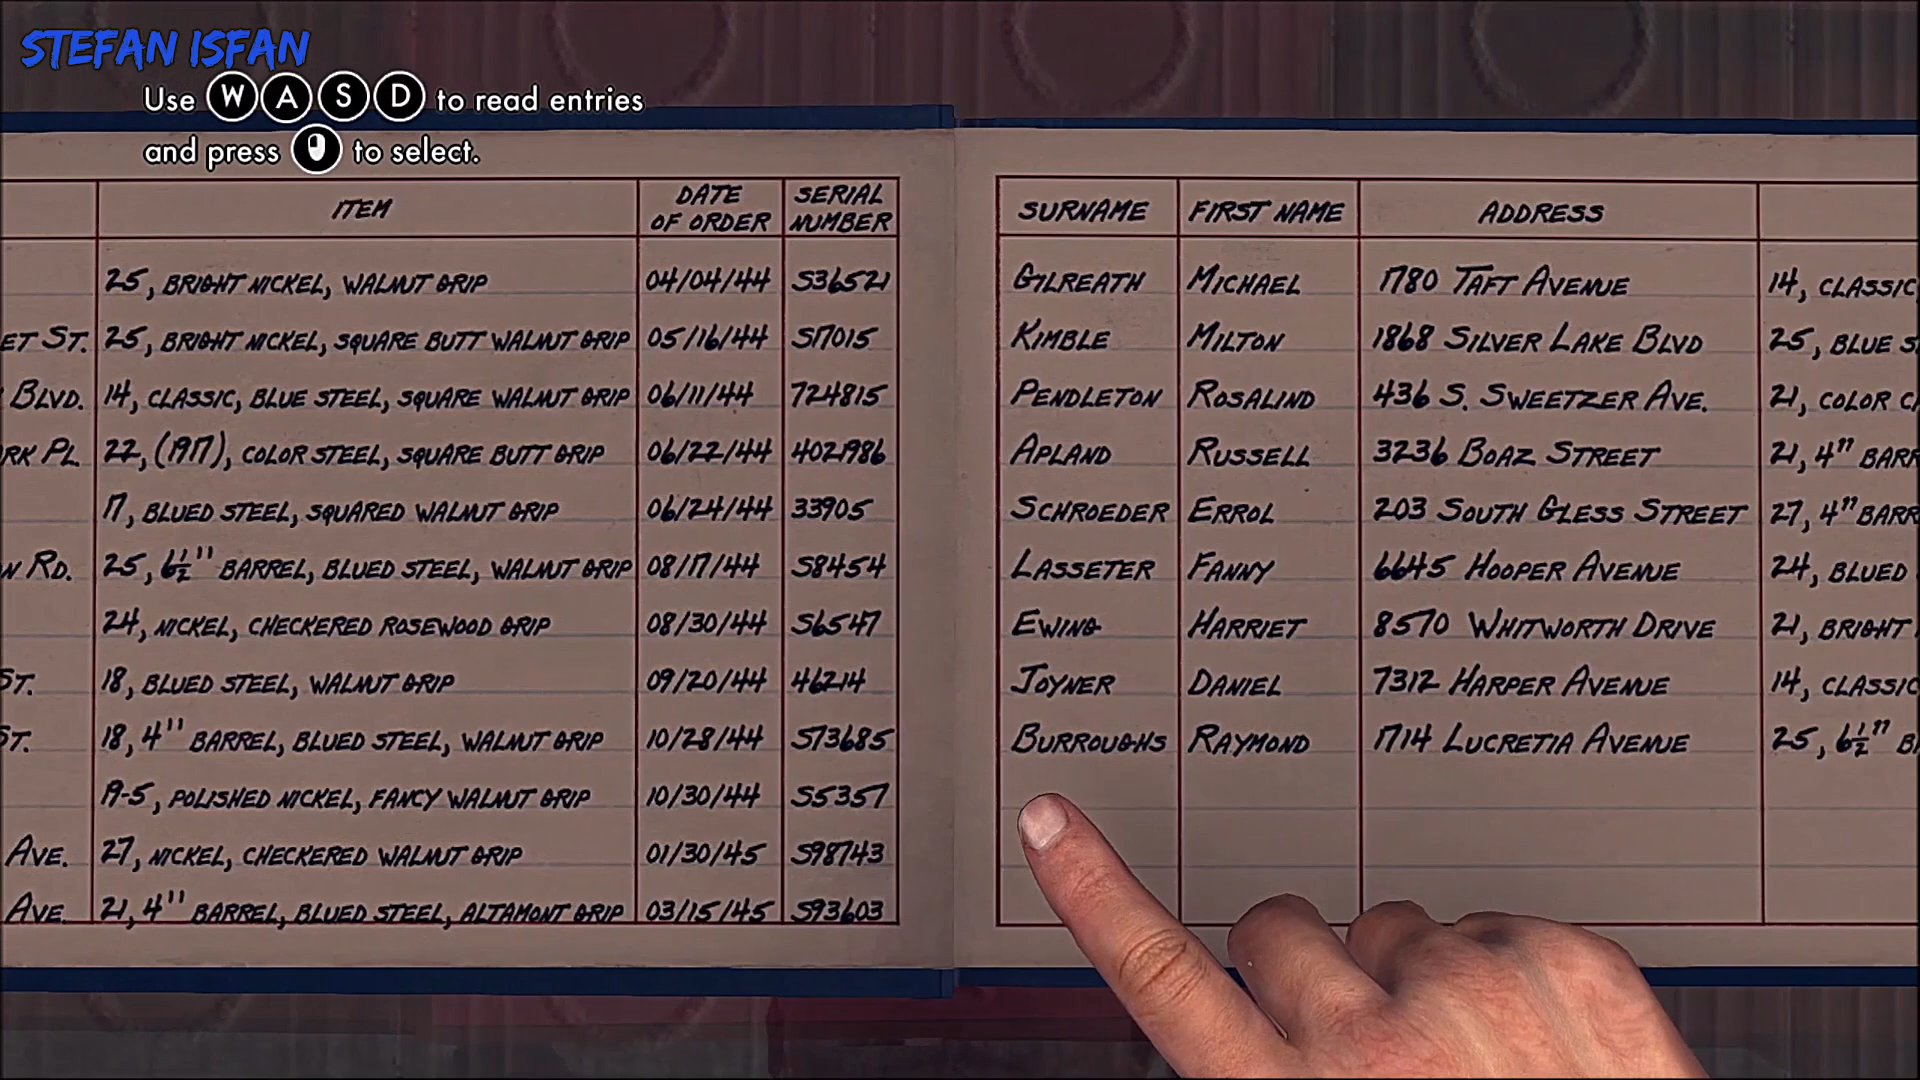 STEFAN ISFAN
Use W A S D to read entries
and press to select.
ITEM DATE OF ORDER SERIAL NUMBER
25, BRIGHT NICKEL, WALNUT GRIP 04/04/44 S36521
ET ST. 25, BRIGHT NICKEL, SQUARE BUTT WALNUT GRIP 05/16/44 S17015
BLVD. 14, CLASSIC, BLUE STEEL, SQUARE WALNUT GRIP 06/11/44 724815
RK PL. 22, (1917), COLOR STEEL, SQUARE BUTT GRIP 06/22/44 4021986
17, BLUED STEEL, SQUARED WALNUT GRIP 06/24/44 33905
N RD. 25, 6½" BARREL, BLUED STEEL, WALNUT GRIP 08/17/44 S8454
24, NICKEL, CHECKERED ROSEWOOD GRIP 08/30/44 S6547
ST. 18, BLUED STEEL, WALNUT GRIP 09/20/44 46214
ST. 18, 4" BARREL, BLUED STEEL, WALNUT GRIP 10/28/44 S73685
19-5, POLISHED NICKEL, FANCY WALNUT GRIP 10/30/44 S5357
AVE. 27, NICKEL, CHECKERED WALNUT GRIP 01/30/45 S98743
AVE. 21, 4" BARREL, BLUED STEEL, ALTAMONT GRIP 03/15/45 S93603
SURNAME FIRST NAME ADDRESS
GILREATH MICHAEL 1780 TAFT AVENUE 14, CLASSIC,
KIMBLE MILTON 1868 SILVER LAKE BLVD 25, BLUE S
PENDLETON ROSALIND 436 S. SWEETZER AVE. 21, COLOR C
APLAND RUSSELL 3236 BOAZ STREET 21, 4" BARR
SCHROEDER ERROL 203 SOUTH GLESS STREET 27, 4" BARR
LASSETER FANNY 6645 HOOPER AVENUE 24, BLUED
EWING HARRIET 8570 WHITWORTH DRIVE 21, BRIGHT
JOYNER DANIEL 7312 HARPER AVENUE 14, CLASSIC
BURROUGHS RAYMOND 1714 LUCRETIA AVENUE 25, 6½" B